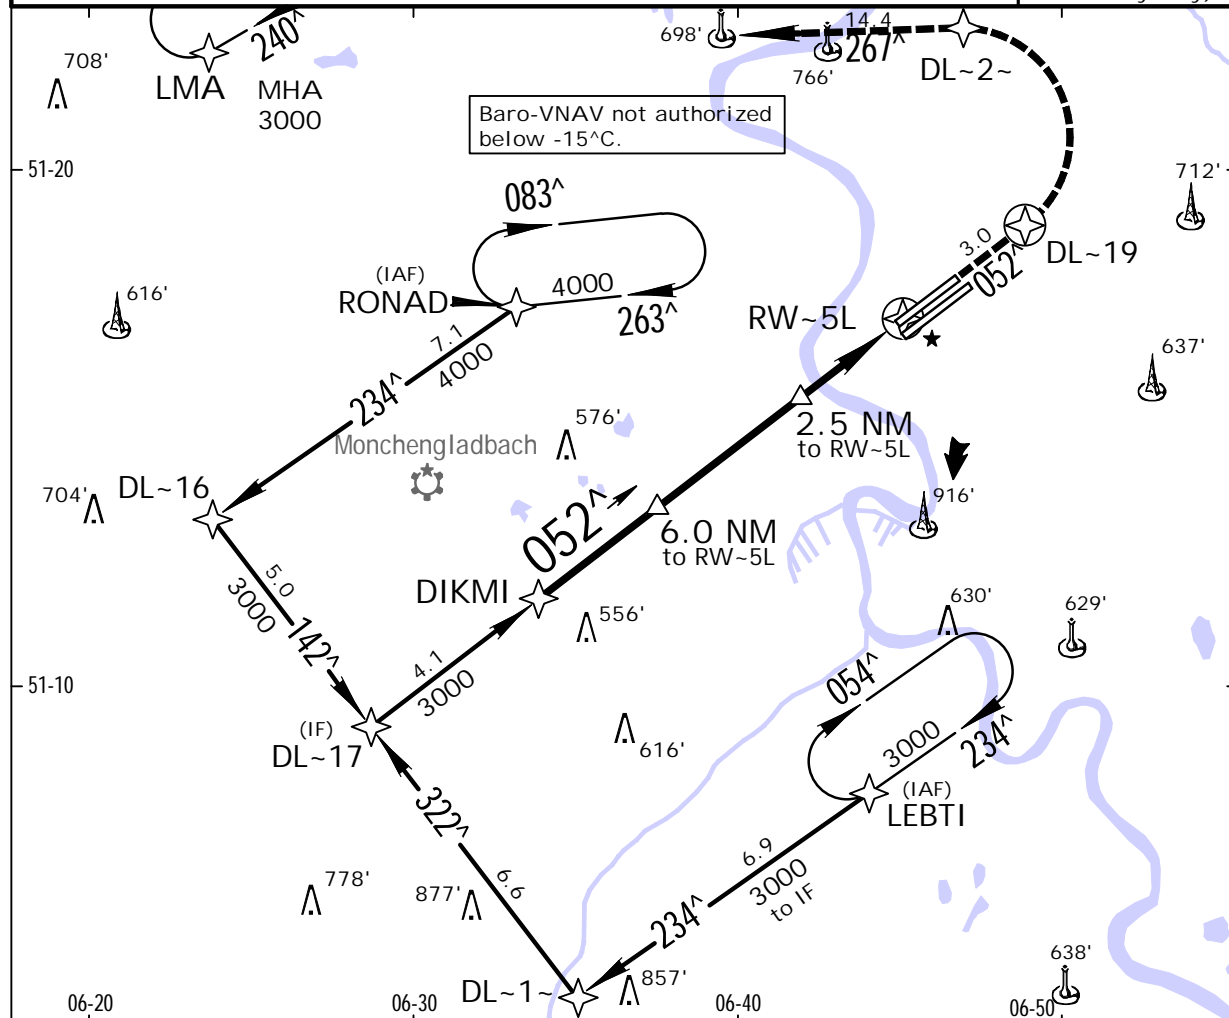 240^
LMA
MHA
3000
708'
698'
14.4
267^
766'
DL~2~
Baro-VNAV not authorized
below -15^C.
51-20
083^
712'
3.0
052^
DL~19
(IAF)
RONAD
4000
263^
616'
RW~5L
7.1
4000
234^
637'
576'
Monchengladbach
2.5 NM
to RW~5L
DL~16
704'
916'
052^
6.0 NM
to RW~5L
5.0
3000
142^
DIKMI
556'
630'
629'
4.1
3000
054^
51-10
(IF)
DL~17
616'
3000
234^
(IAF)
LEBTI
322^
6.9
3000
to IF
6.6
778'
877'
234^
638'
DL~1~
857'
06-20
06-30
06-40
06-50